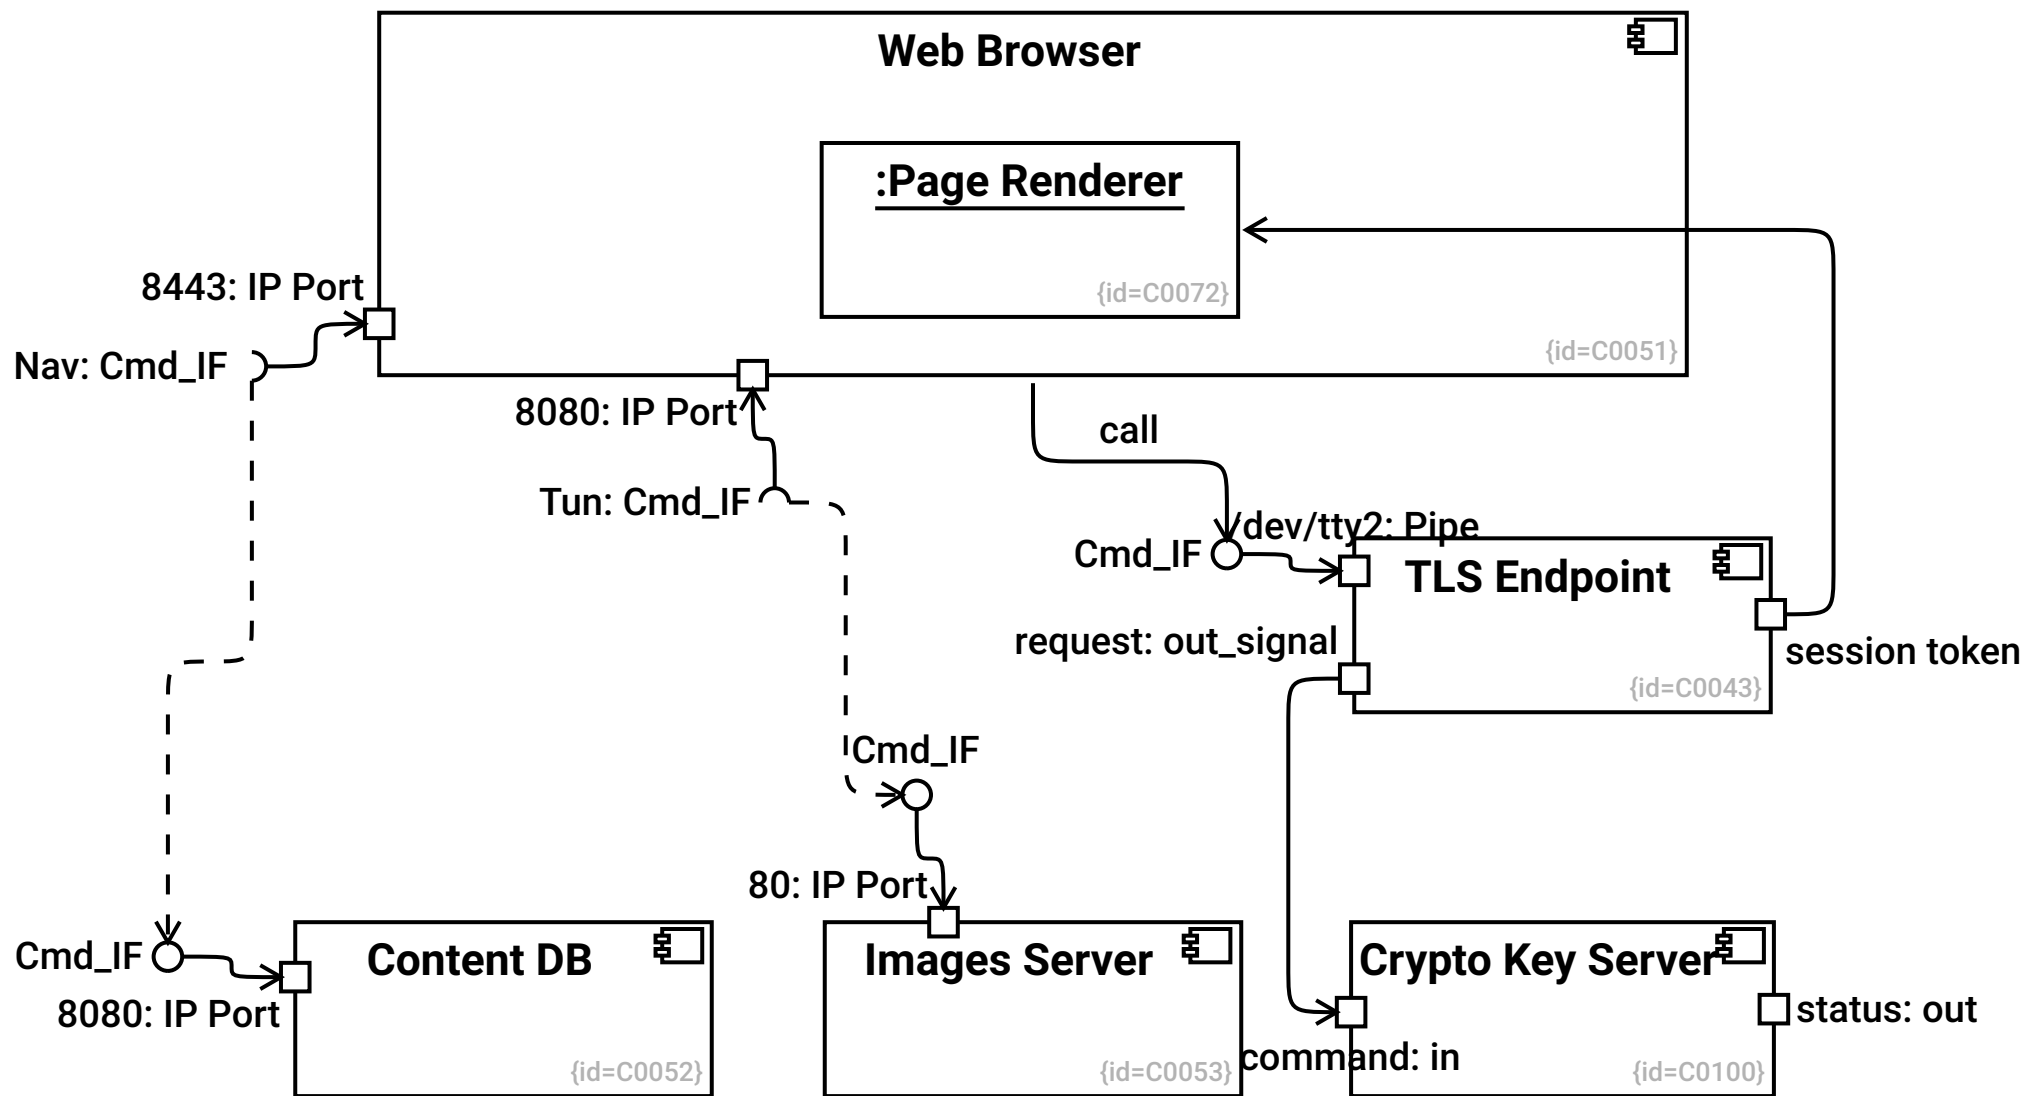 Web Browser
:Page Renderer
{id=C0072}
8443: IP Port
{id=C0051}
Nav: Cmd_IF
8080: IP Port
call
Tun: Cmd_IF
/dev/tty2: Pipe
Cmd_IF
TLS Endpoint
request: out_signal
session token
{id=C0043}
Cmd_IF
80: IP Port
Cmd_IF
Content DB
Images Server
Crypto Key Server
8080: IP Port
status: out
command: in
{id=C0052}
{id=C0053}
{id=C0100}